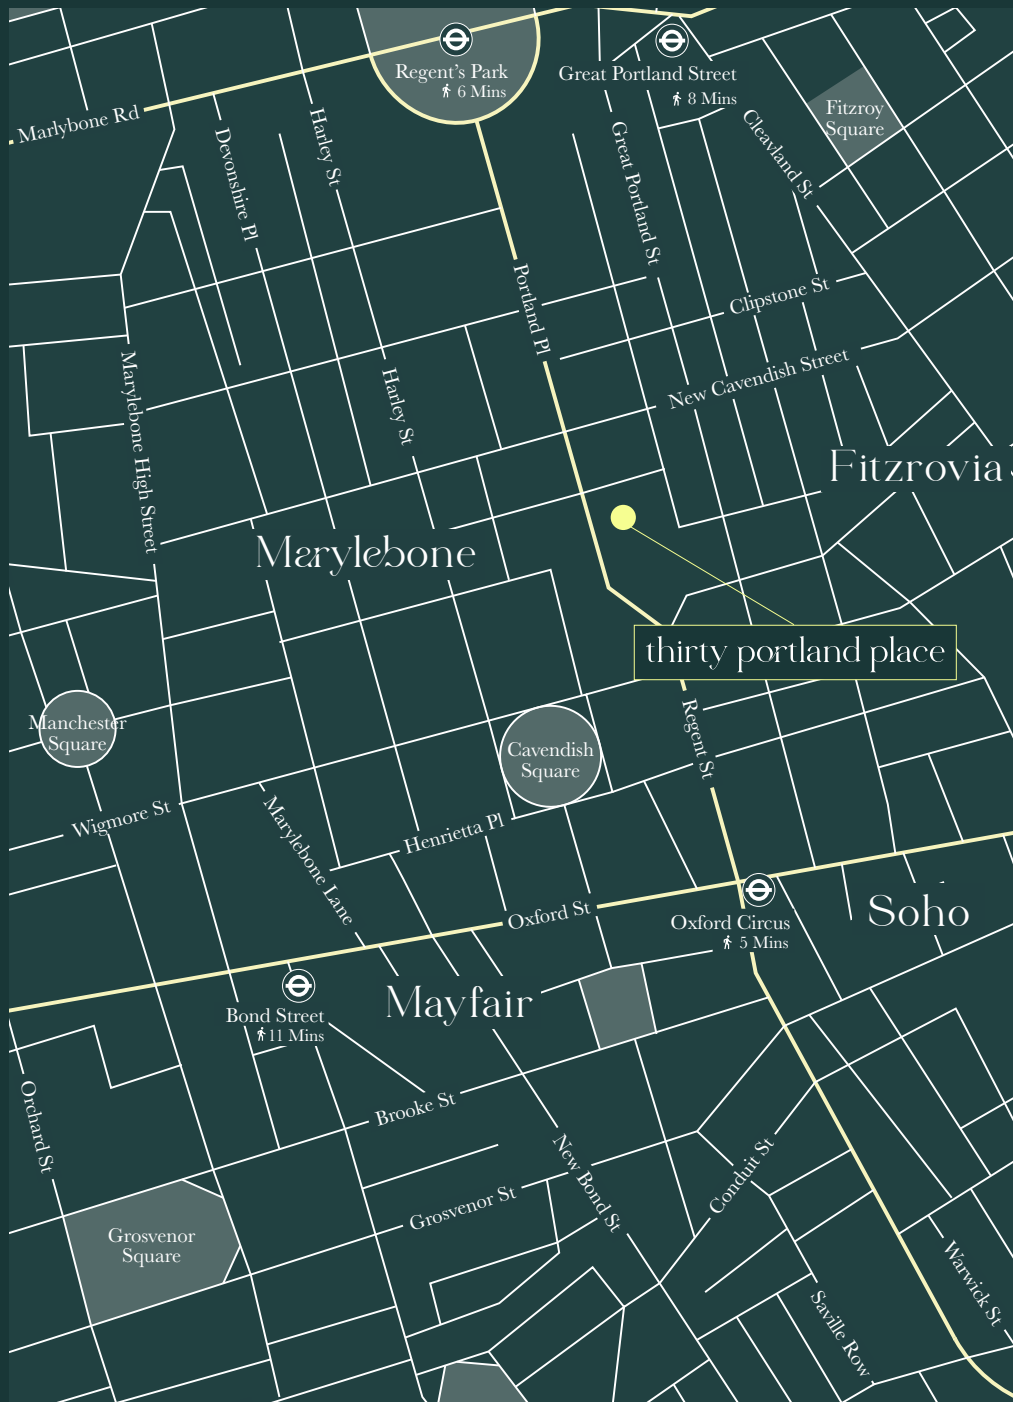 Regent's Park
6 Mins
Great Portland Street
8 Mins
Marlybone Rd
Devonshire Pl
Harley St
Great Portland St
Cleavland St
Fitzroy
Square
Portland Pl
Clipstone St
New Cavendish Street
Marylebone High Street
Harley St
Fitzrovia
Marylebone
thirty portland place
Manchester
Square
Cavendish
Square
Regent St
Wigmore St
Marylebone Lane
Henrietta Pl
Oxford St
Oxford Circus
5 Mins
Soho
Bond Street
11 Mins
Mayfair
Orchard St
Brooke St
New Bond St
Conduit St
Grosvenor St
Grosvenor
Square
Warwick St
Saville Row